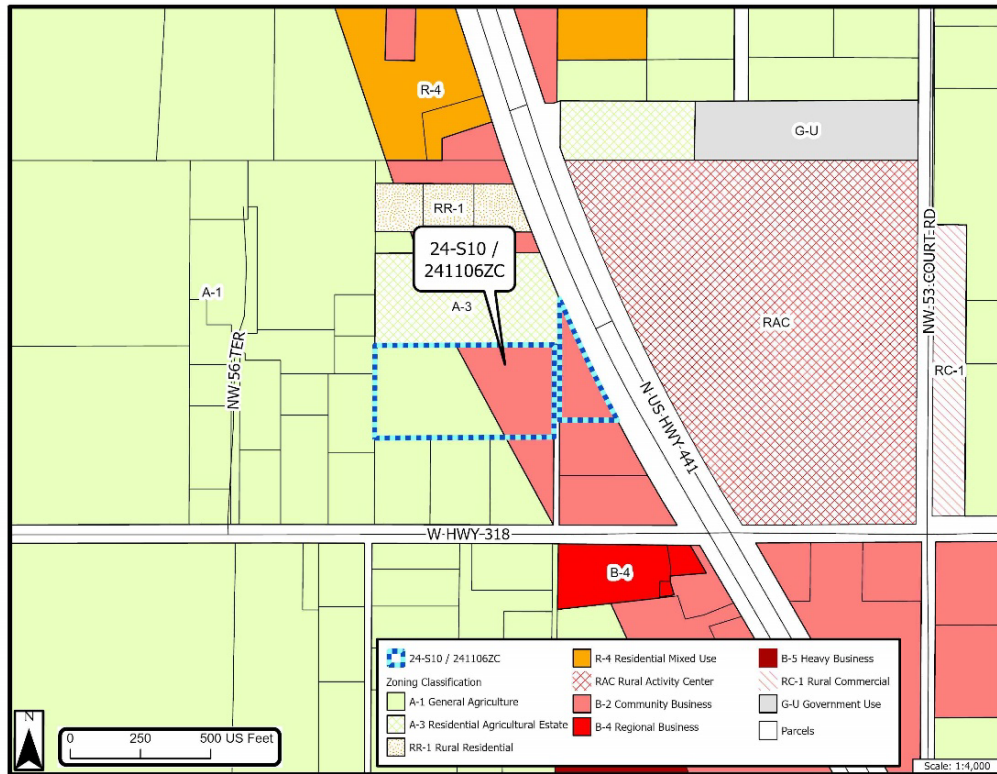 R-4
G-U
RR-1
24-S10 /
241106ZC
A-1
A-3
RAC
NW 56 TER
NW 53 COURT RD
RC-1
N US HWY 441
W HWY 318
B-4
24-S10 / 241106ZC
Zoning Classification
A-1 General Agriculture
A-3 Residential Agricultural Estate
RR-1 Rural Residential
R-4 Residential Mixed Use
RAC Rural Activity Center
B-2 Community Business
B-4 Regional Business
B-5 Heavy Business
RC-1 Rural Commercial
G-U Government Use
Parcels
N
0 250 500 US Feet
Scale: 1:4,000